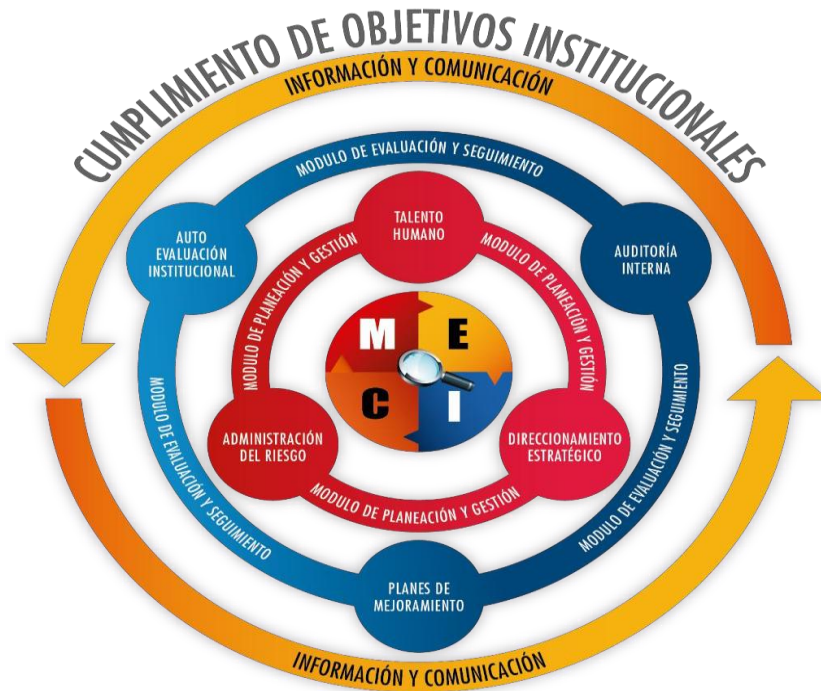 CUMPLIMIENTO DE OBJETIVOS INSTITUCIONALES
INFORMACIÓN Y COMUNICACIÓN
MODULO DE EVALUACIÓN Y SEGUIMIENTO
AUTO
EVALUACIÓN
INSTITUCIONAL
TALENTO
HUMANO
AUDITORÍA
INTERNA
MODULO DE PLANEACIÓN Y GESTIÓN
MODULO DE PLANEACIÓN Y GESTIÓN
M E
C I
MODULO DE EVALUACIÓN Y SEGUIMIENTO
MODULO DE EVALUACIÓN Y SEGUIMIENTO
ADMINISTRACIÓN
DEL RIESGO
DIRECCIONAMIENTO
ESTRATÉGICO
MODULO DE PLANEACIÓN Y GESTIÓN
PLANES DE
MEJORAMIENTO
INFORMACIÓN Y COMUNICACIÓN